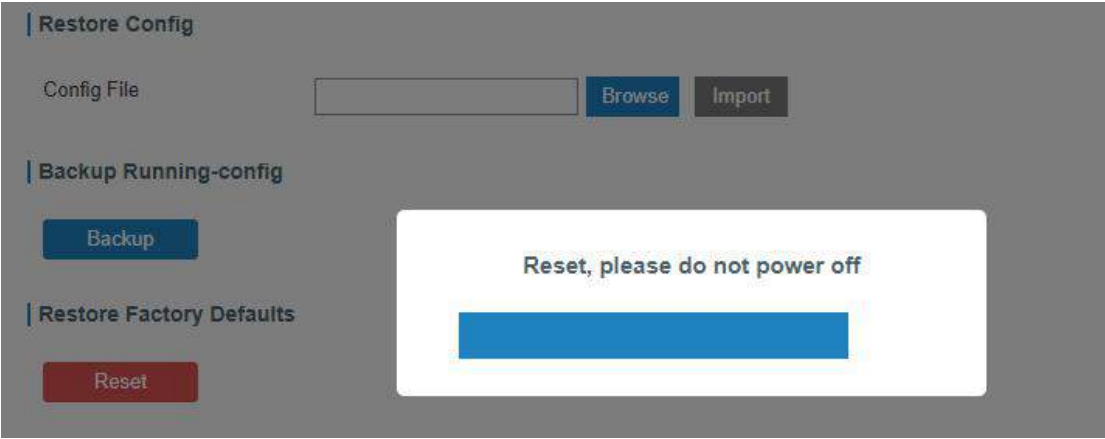 Restore Config
Config File
Browse
Import
Backup Running-config
Backup
Reset, please do not power off
Restore Factory Defaults
Reset